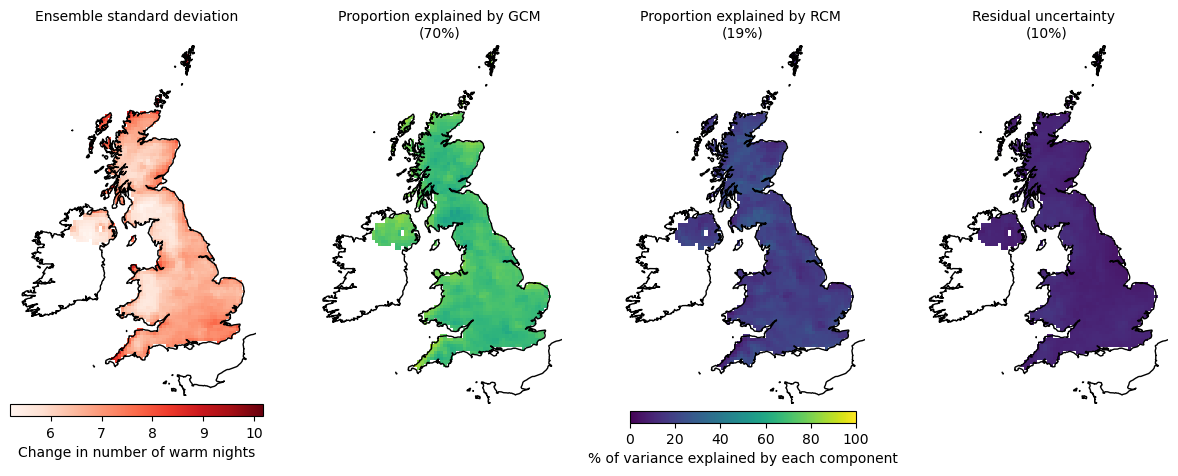 Ensemble standard deviation
Proportion explained by GCM
(70%)
Proportion explained by RCM
(19%)
Residual uncertainty
(10%)
6 7 8 9 10
Change in number of warm nights
0 20 40 60 80 100
% of variance explained by each component